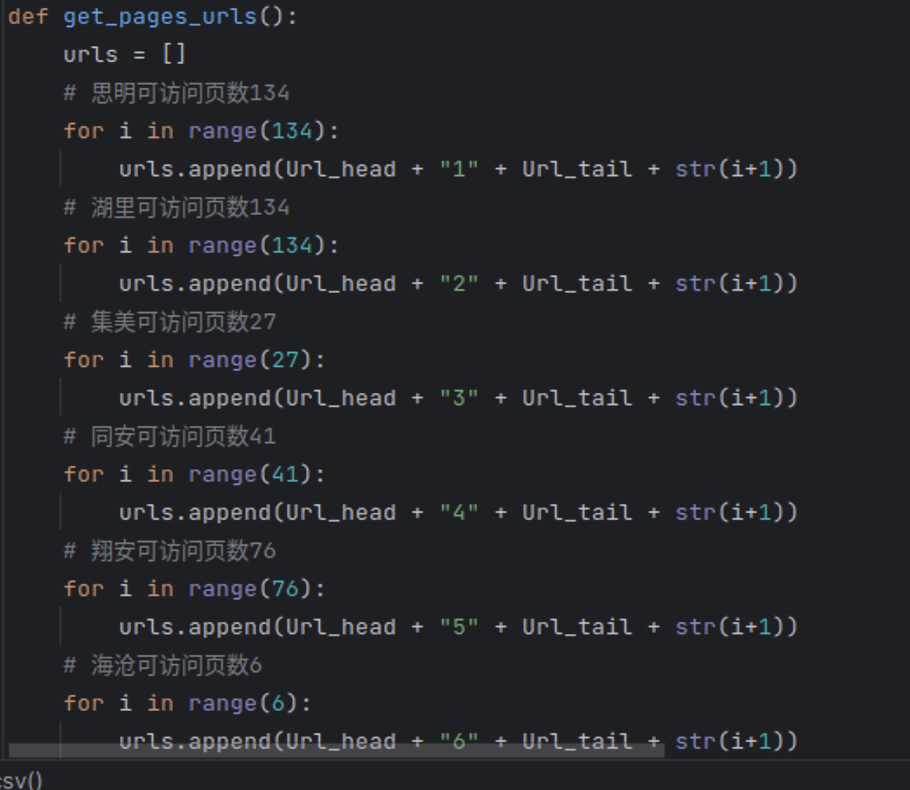 def get_pages_urls():
    urls = []
    # 思明可访问页数134
    for i in range(134):
        urls.append(Url_head + "1" + Url_tail + str(i+1))
    # 湖里可访问页数134
    for i in range(134):
        urls.append(Url_head + "2" + Url_tail + str(i+1))
    # 集美可访问页数27
    for i in range(27):
        urls.append(Url_head + "3" + Url_tail + str(i+1))
    # 同安可访问页数41
    for i in range(41):
        urls.append(Url_head + "4" + Url_tail + str(i+1))
    # 翔安可访问页数76
    for i in range(76):
        urls.append(Url_head + "5" + Url_tail + str(i+1))
    # 海沧可访问页数6
    for i in range(6):
        urls.append(Url_head + "6" + Url_tail + str(i+1))
csv()